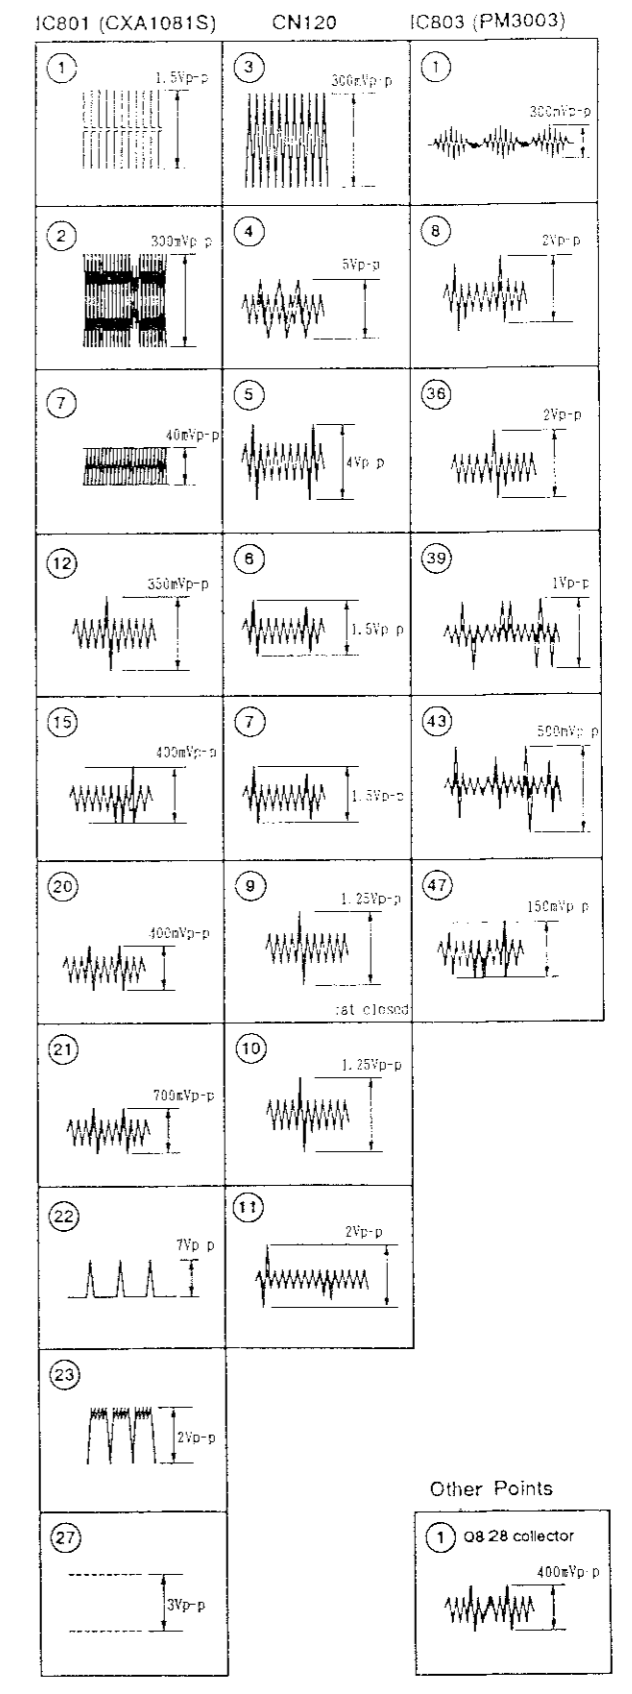 IC801 (CXA1081S)
1
1.5Vp-p
2
300mVp-p
7
40mVp-p
12
350mVp-p
15
400mVp-p
20
400mVp-p
21
700mVp-p
22
7Vp-p
23
2Vp-p
27
3Vp-p
CN120
3
300mVp-p
4
5Vp-p
5
4Vp-p
6
1.5Vp-p
7
1.5Vp-p
9
1.25Vp-p
:at closed
10
1.25Vp-p
11
2Vp-p
IC803 (PM3003)
1
300mVp-p
8
2Vp-p
36
2Vp-p
39
1Vp-p
43
500mVp-p
47
150mVp-p
Other Points
1 Q828 collector
400mVp-p